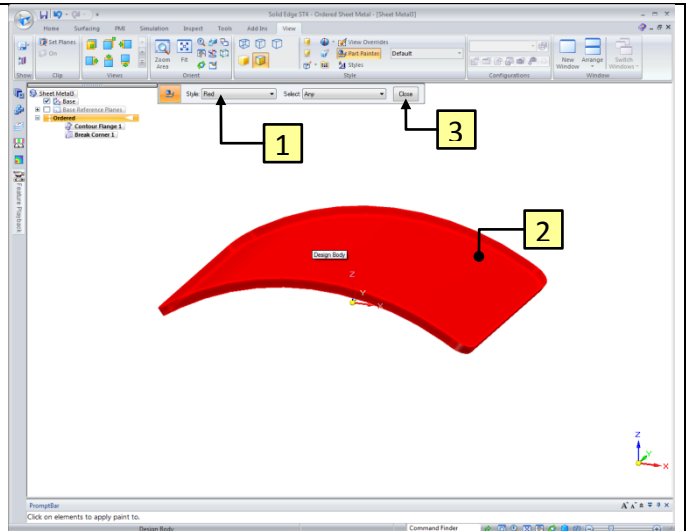 Solid Edge ST4 - Ordered Sheet Metal - [Sheet Metal3]
Home Surfacing PMI Simulation Inspect Tools Add Ins View
Set Planes
On
Zoom Area
Fit
View Overrides
Part Painter Default
Styles
New Window
Arrange
Switch Windows
Show Clip Views Orient Style Configurations Window
Style: Red Select: Any Close
Sheet Metal3
Base
Base Reference Planes
Ordered
Contour Flange 1
Break Corner 1
Feature Playback
1
3
2
Design Body
Z
Y
X
Z
Y
X
PromptBar
Click on elements to apply paint to.
Design Body
Command Finder